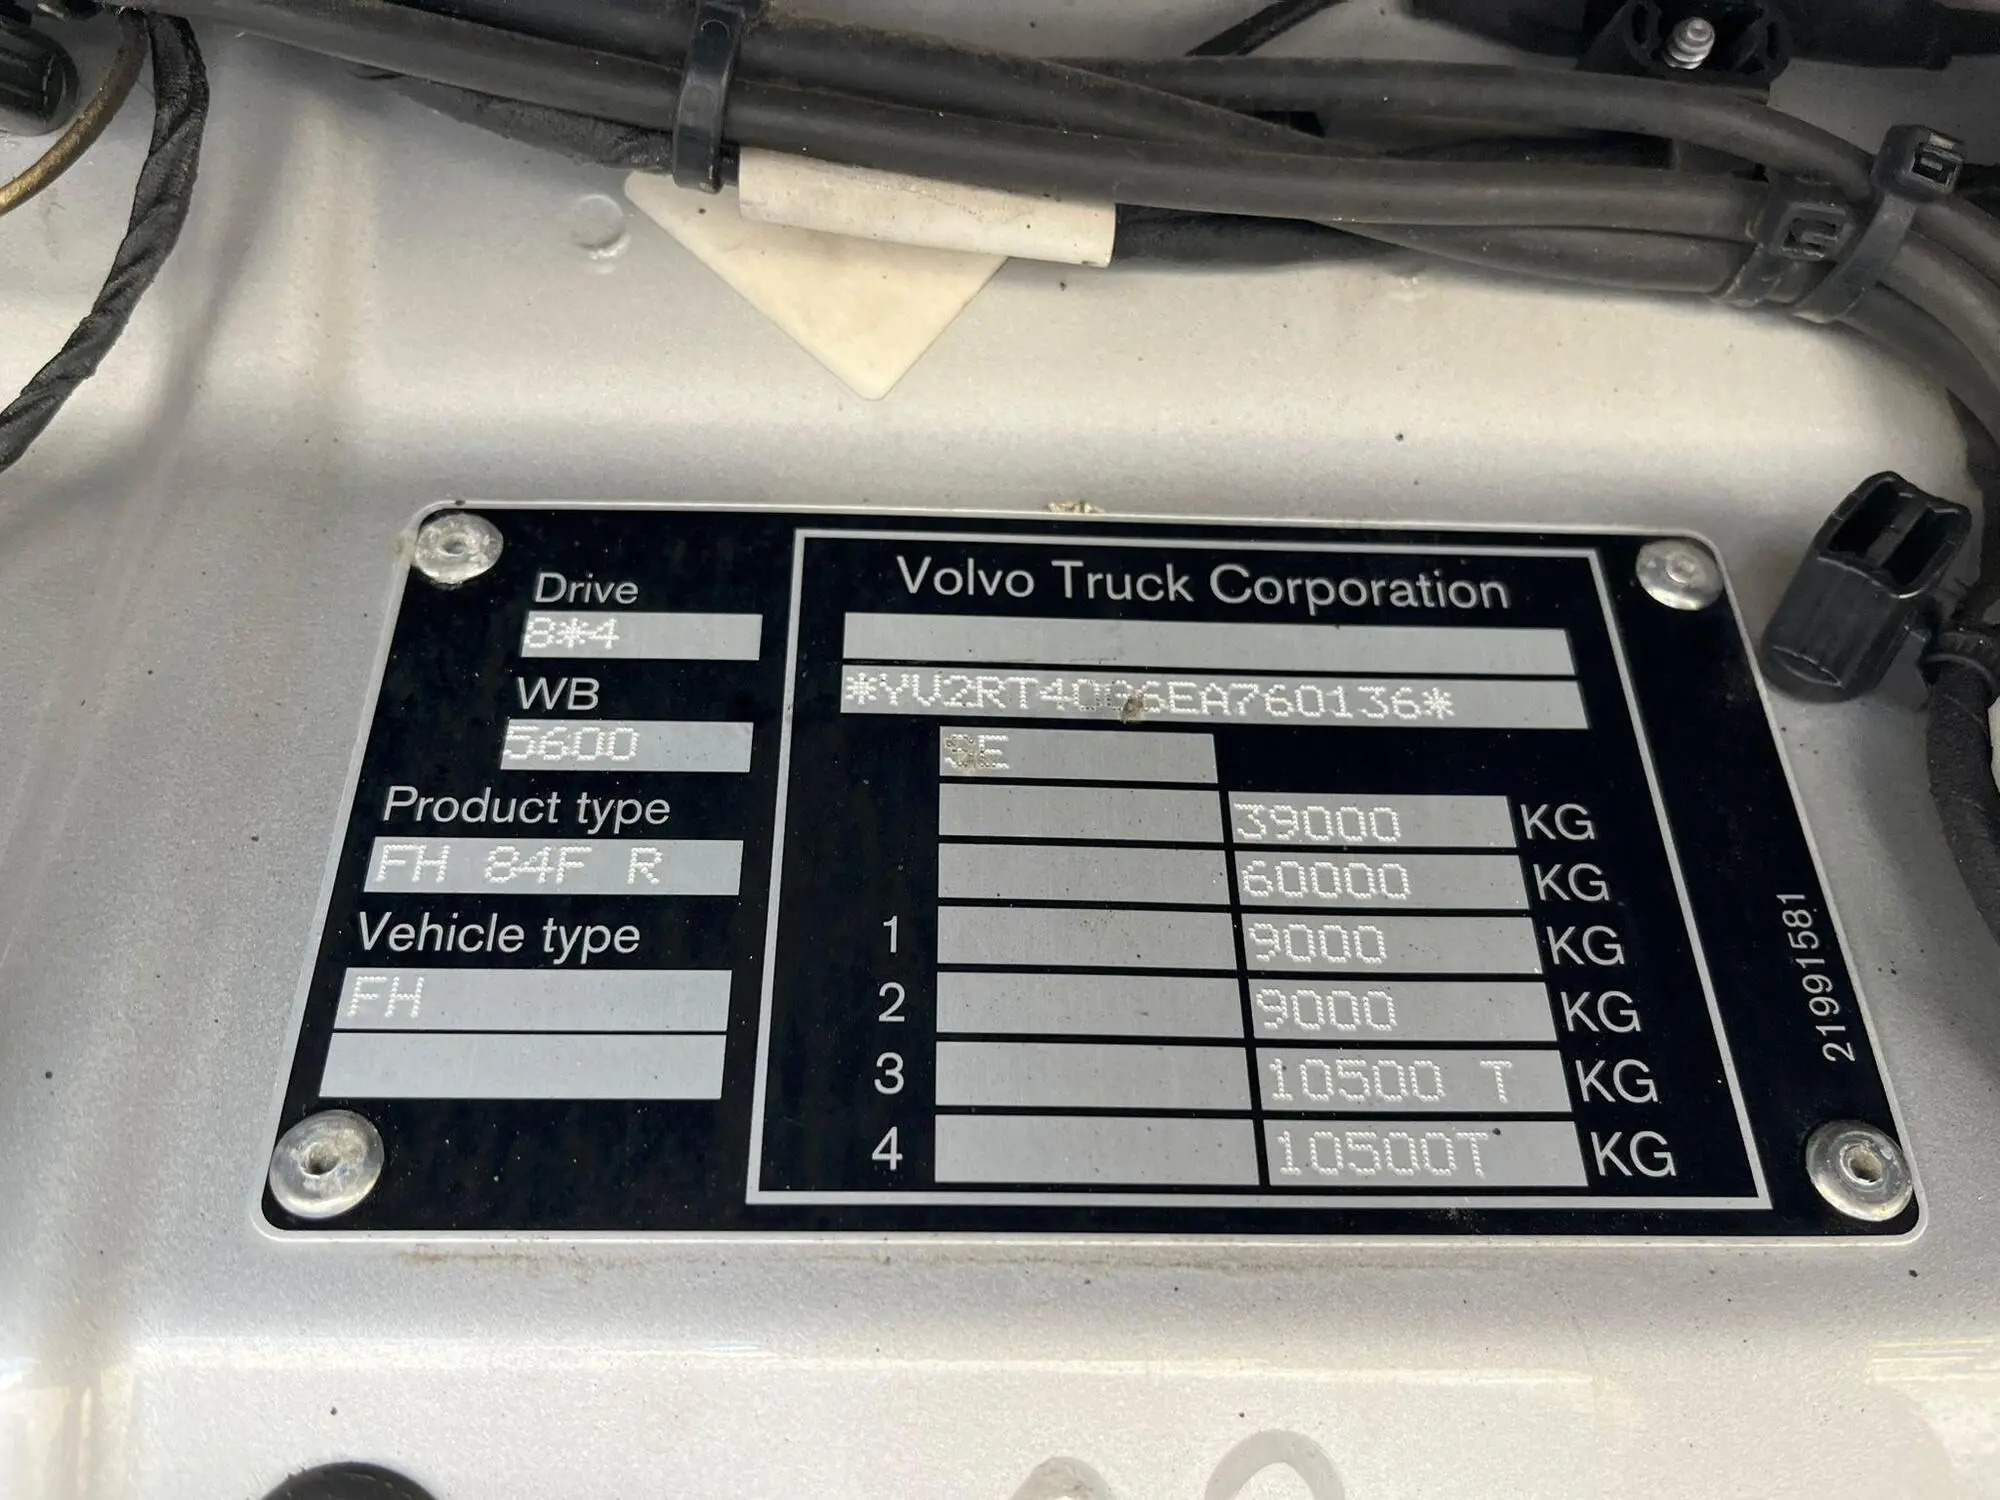 Drive
8*4
WB
5600
Product type
FH 84F R
Vehicle type
FH
Volvo Truck Corporation
*YV2RT40G6EA760136*
SE
39000 KG
60000 KG
1 9000 KG
2 9000 KG
3 10500 T KG
4 10500T KG
21991581